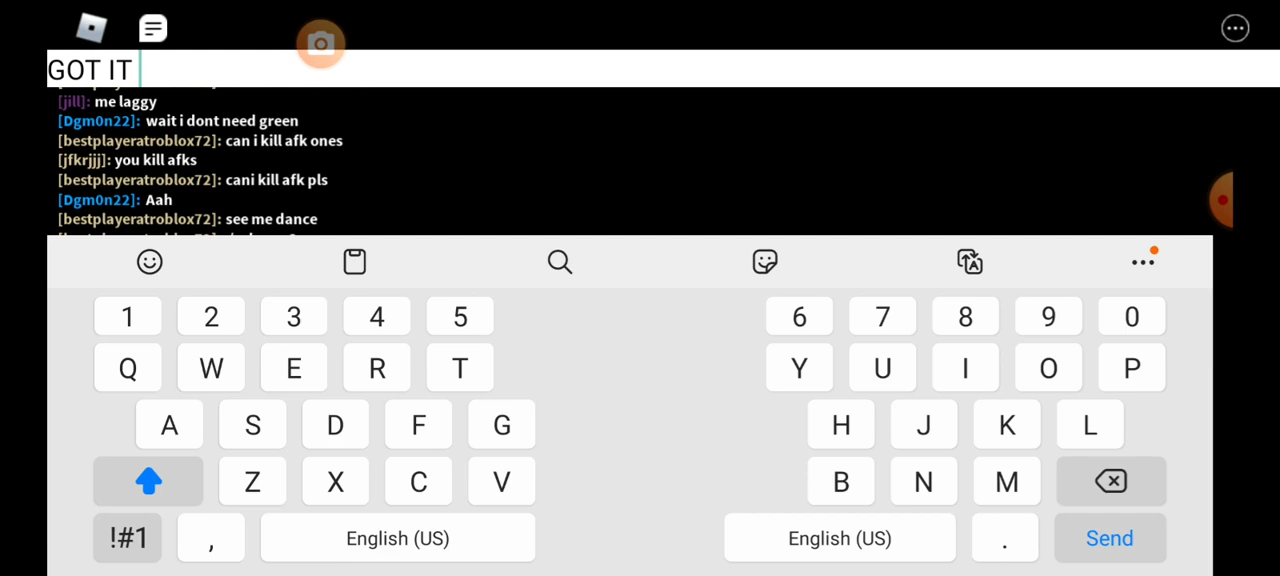 GOT IT
[jill]: me laggy
[Dgm0n22]: wait i dont need green
[bestplayeratroblox72]: can i kill afk ones
[jfkrjjj]: you kill afks
[bestplayeratroblox72]: cani kill afk pls
[Dgm0n22]: Aah
[bestplayeratroblox72]: see me dance
1 2 3 4 5 6 7 8 9 0
Q W E R T Y U I O P
A S D F G H J K L
Z X C V B N M
!#1 , English (US) English (US) . Send